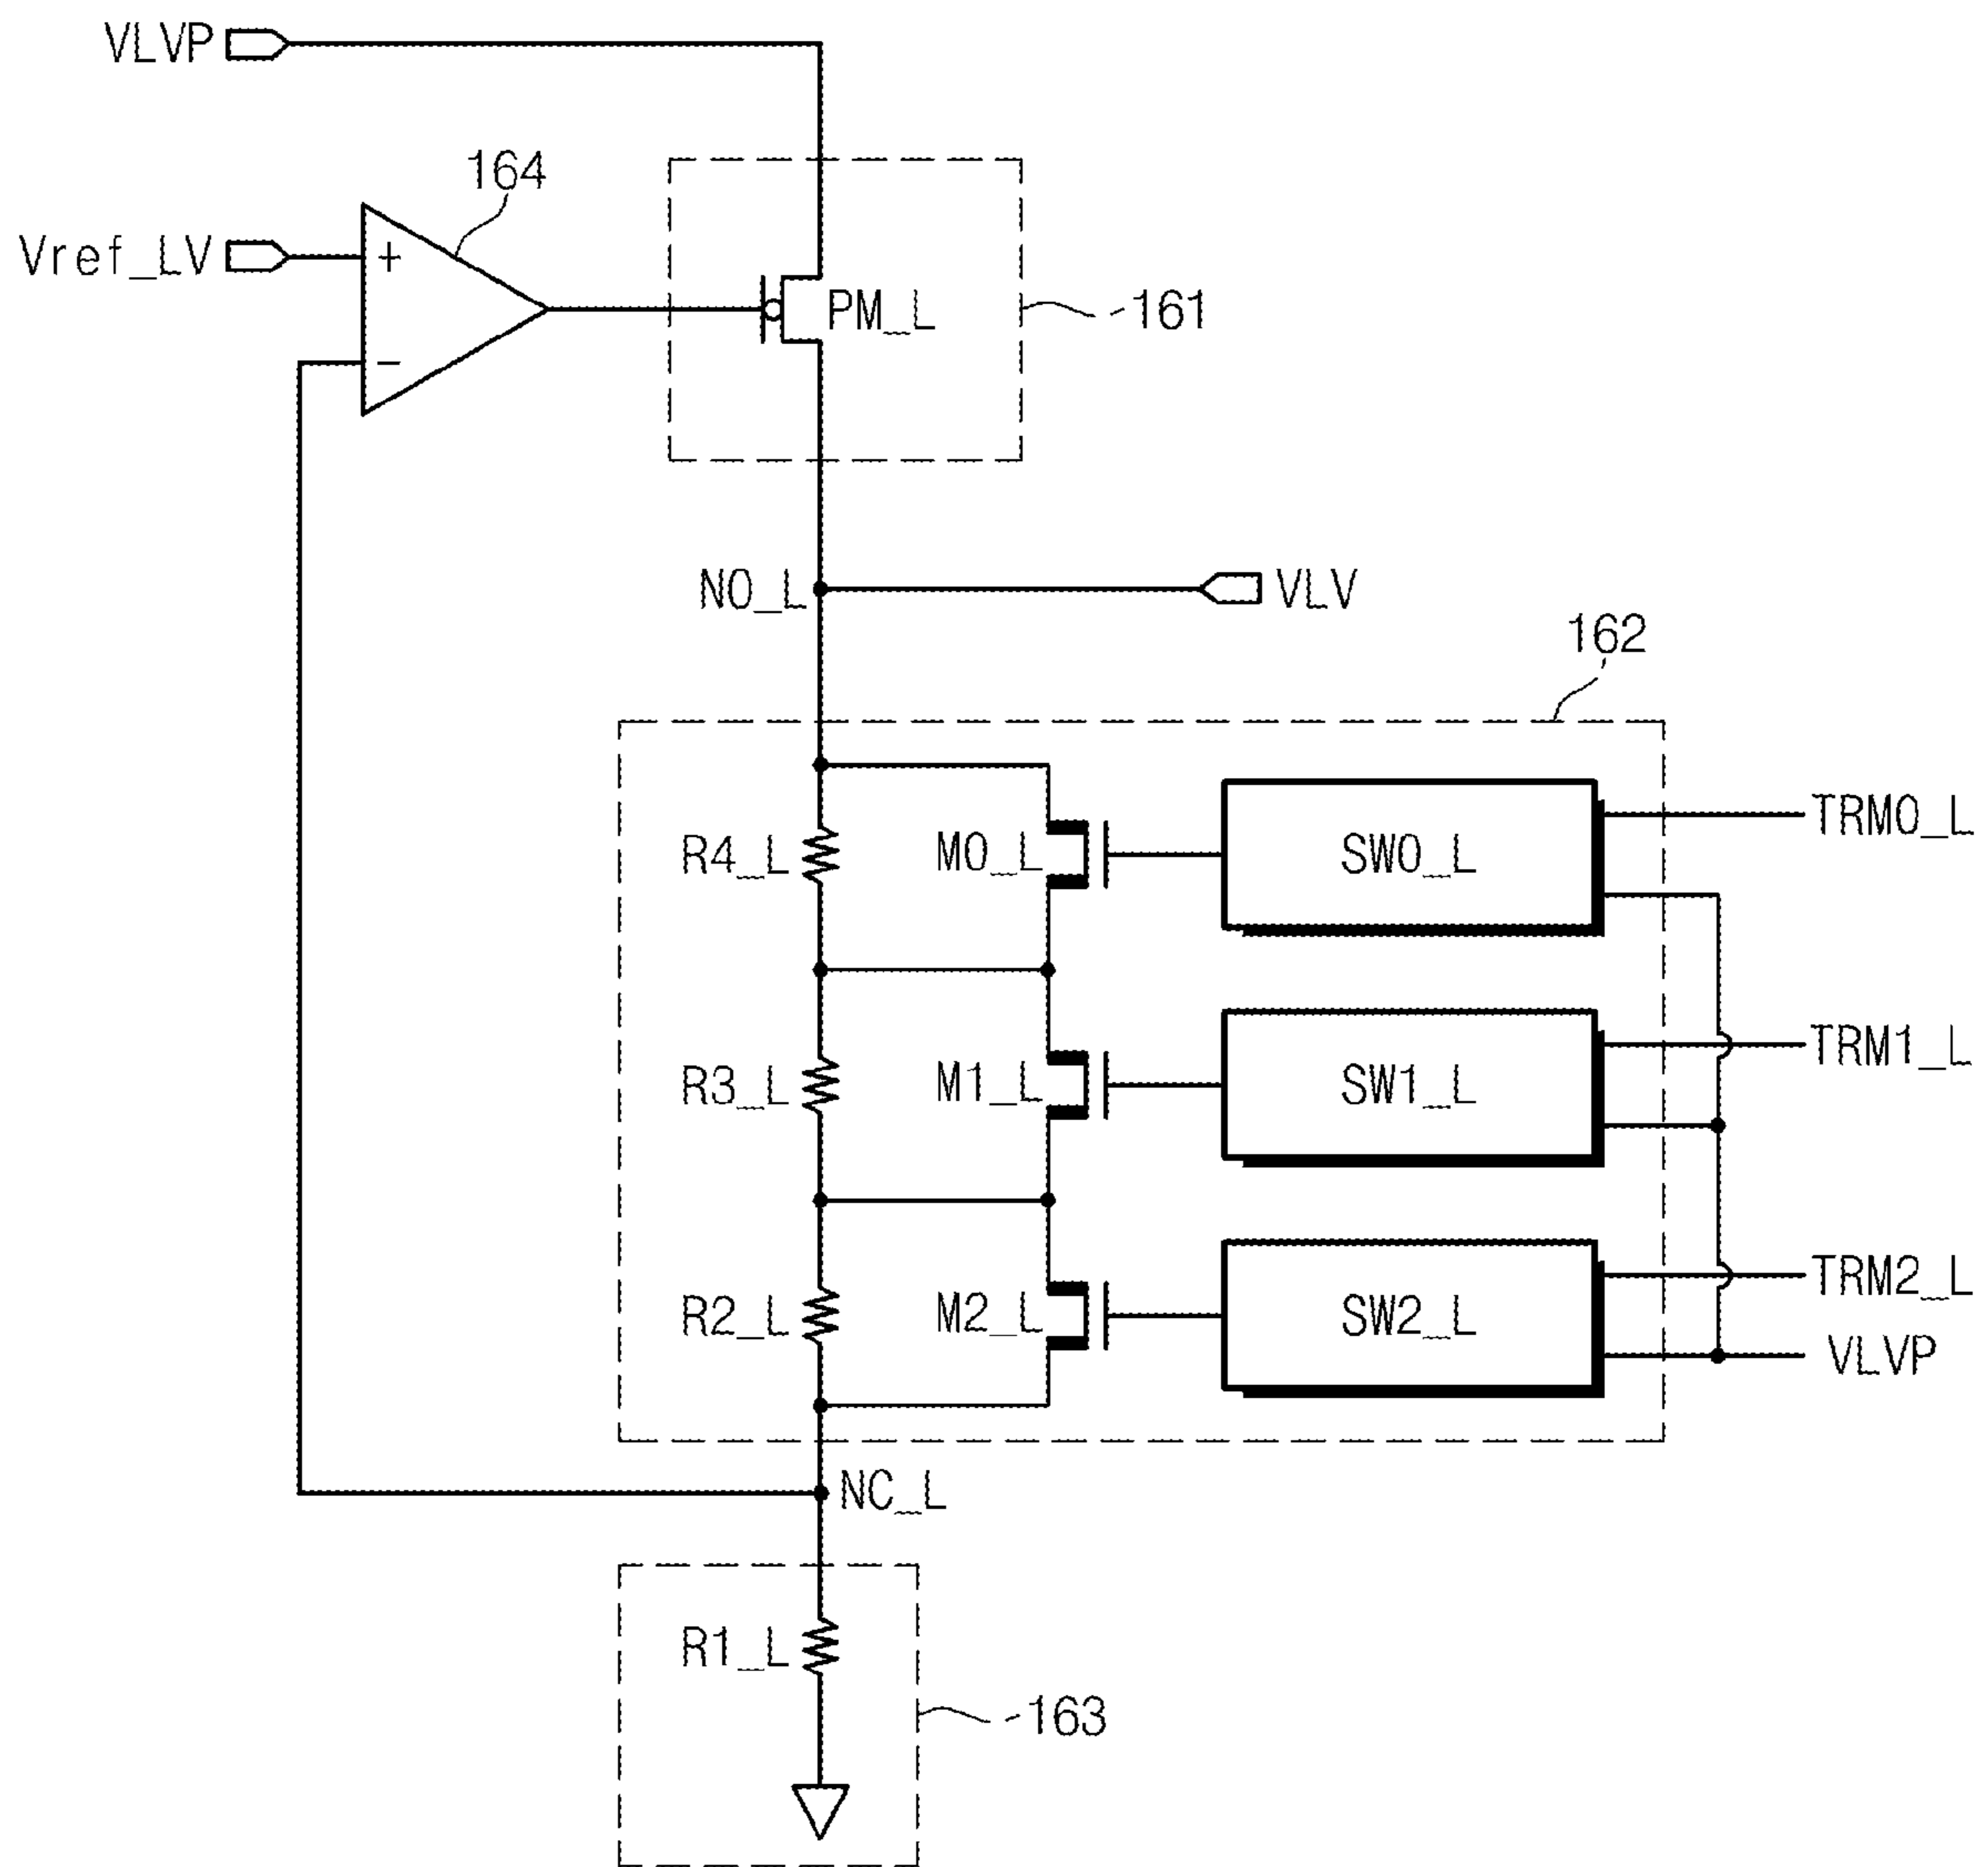 VLVP
164
Vref_LV
+
−
PM_L
161
NO_L
VLV
162
R4_L
M0_L
SW0_L
TRM0_L
R3_L
M1_L
SW1_L
TRM1_L
R2_L
M2_L
SW2_L
TRM2_L
VLVP
NC_L
R1_L
163